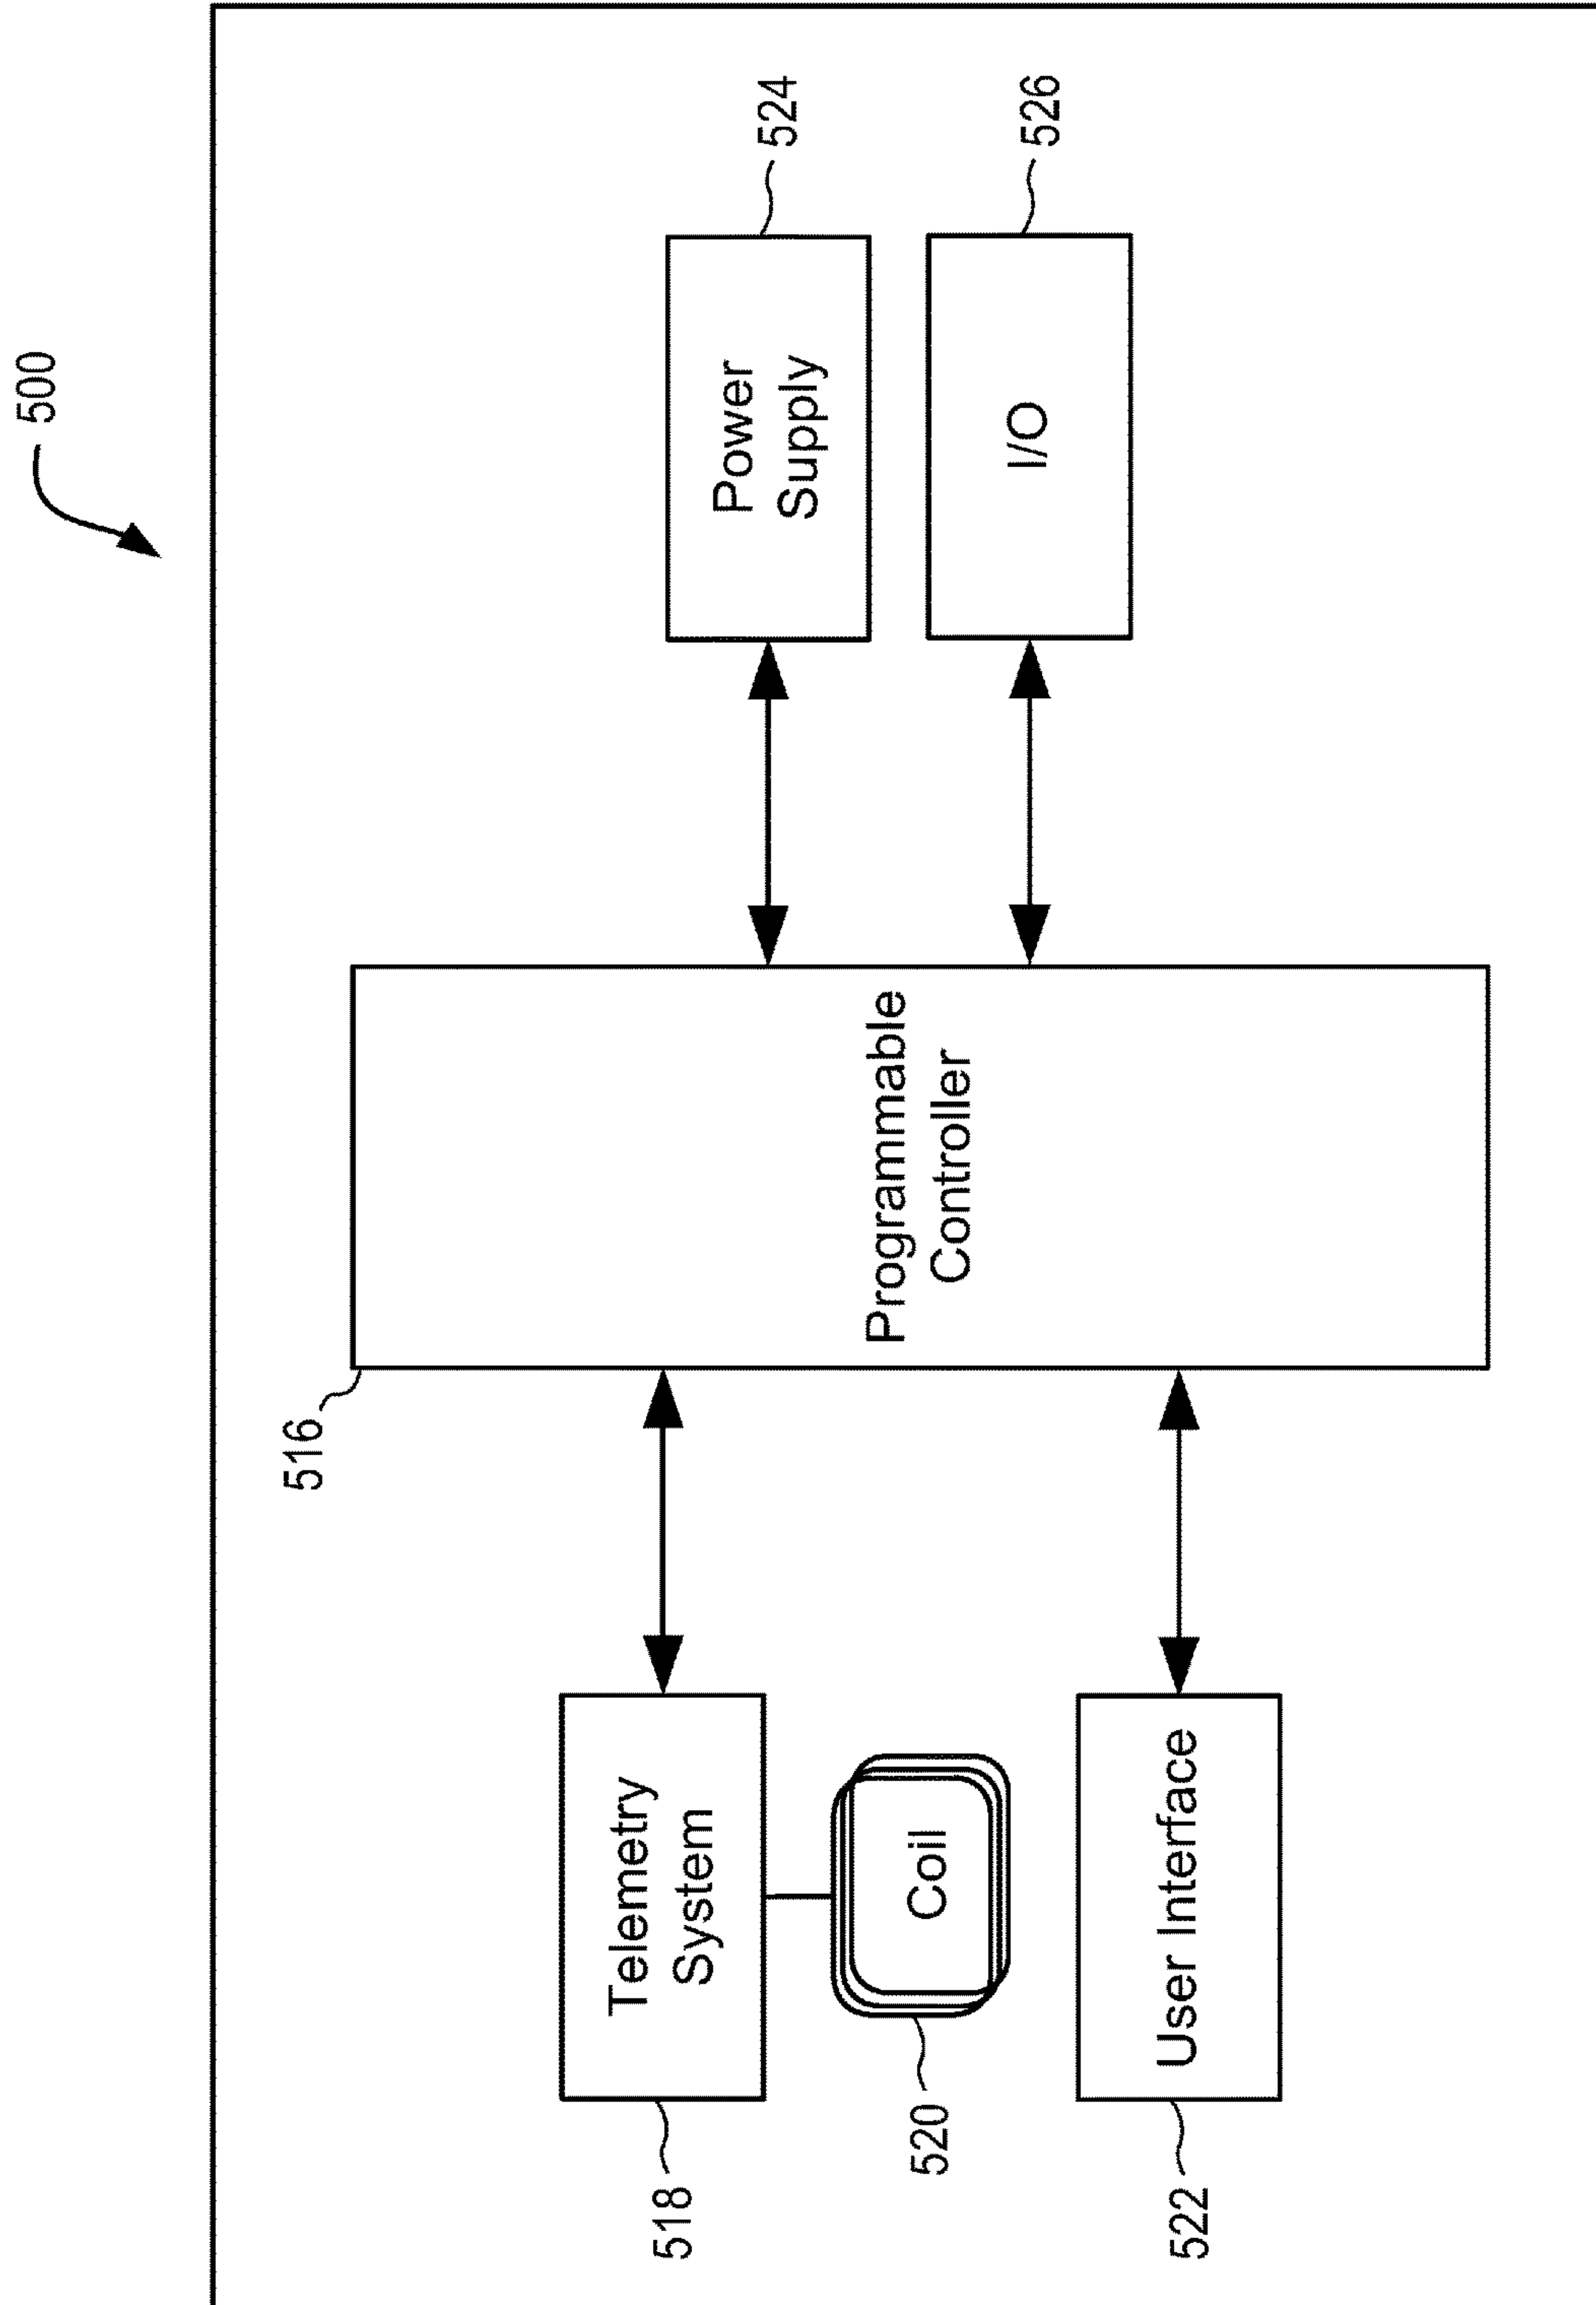 500
516
518
Telemetry
System
520
Coil
522
User Interface
Programmable
Controller
Power
Supply
524
I/O
526